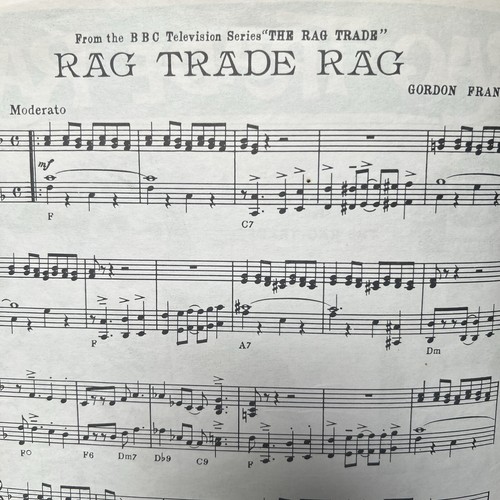 From the BBC Television Series "THE RAG TRADE"
RAG TRADE RAG
GORDON FRAN
Moderato
mf
F
C7
F
A7
Dm
Fo
F6
Dm7
Db9
C9
F